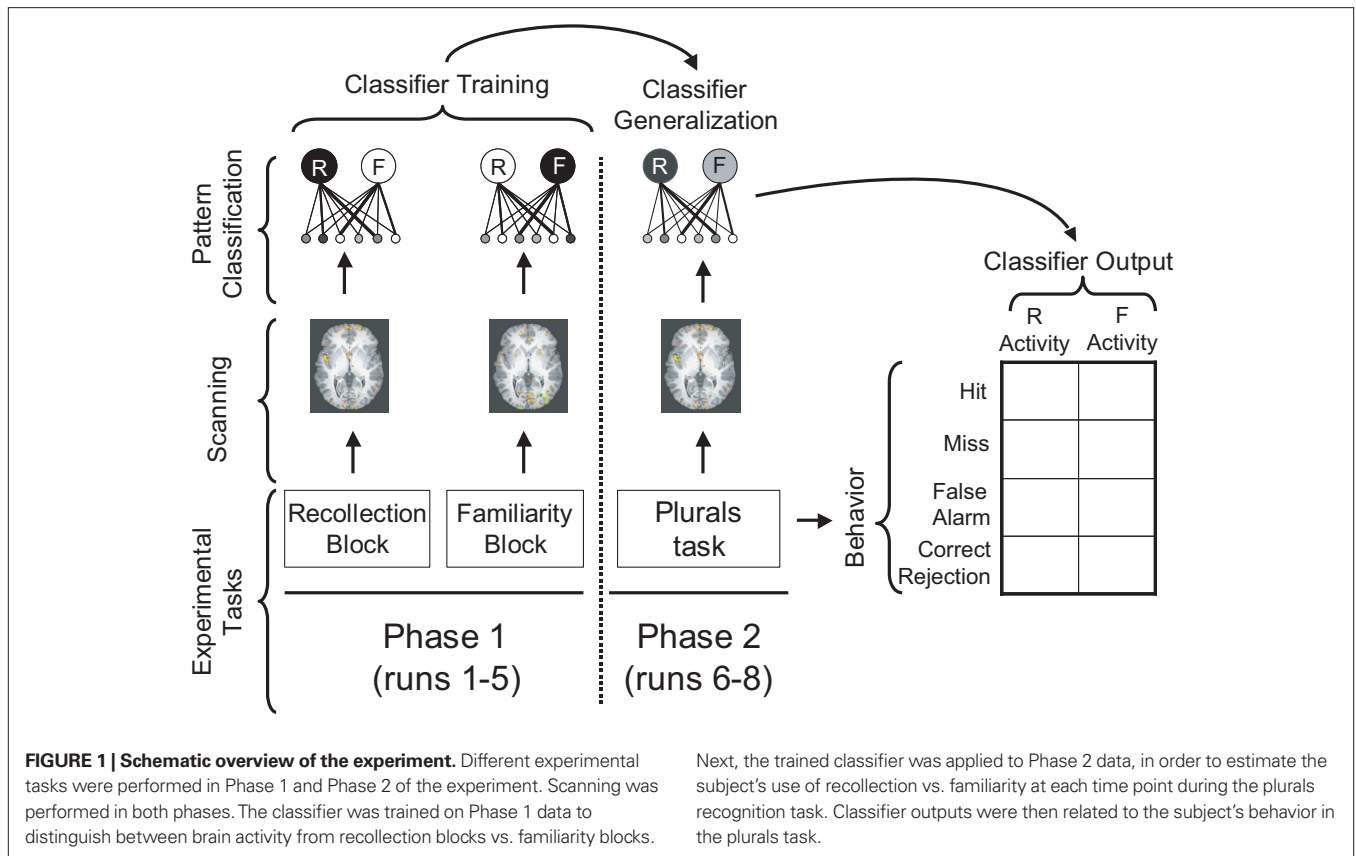 Classifier Training
Classifier
Generalization
Pattern
Classification
R
F
R
F
R
F
Classifier Output
R
Activity
F
Activity
Scanning
Hit
Miss
False
Alarm
Correct
Rejection
Behavior
Experimental
Tasks
Recollection
Block
Familiarity
Block
Plurals
task
Phase 1
(runs 1-5)
Phase 2
(runs 6-8)
FIGURE 1 | Schematic overview of the experiment. Different experimental
tasks were performed in Phase 1 and Phase 2 of the experiment. Scanning was
performed in both phases. The classifier was trained on Phase 1 data to
distinguish between brain activity from recollection blocks vs. familiarity blocks.
Next, the trained classifier was applied to Phase 2 data, in order to estimate the
subject's use of recollection vs. familiarity at each time point during the plurals
recognition task. Classifier outputs were then related to the subject's behavior in
the plurals task.